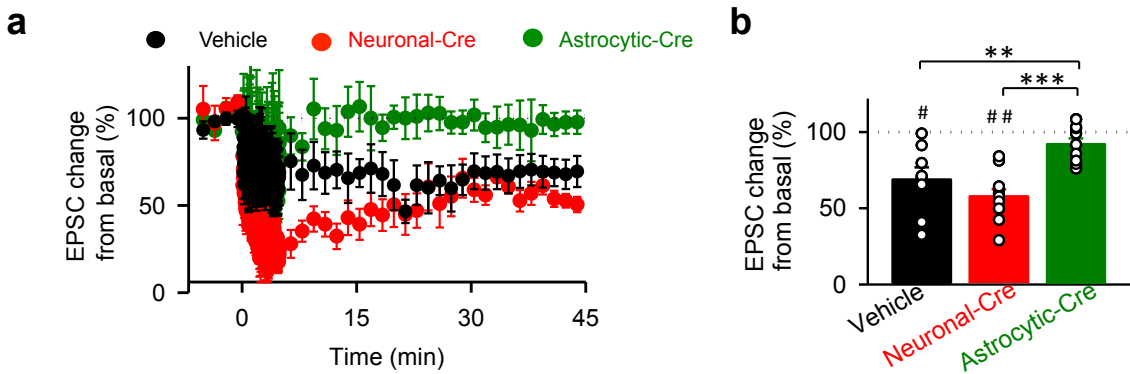 a
Vehicle
Neuronal-Cre
Astrocytic-Cre
EPSC change
from basal (%)
100
50
0
0
15
30
45
Time (min)
b
**
***
#
##
EPSC change
from basal (%)
100
50
0
Vehicle
Neuronal-Cre
Astrocytic-Cre